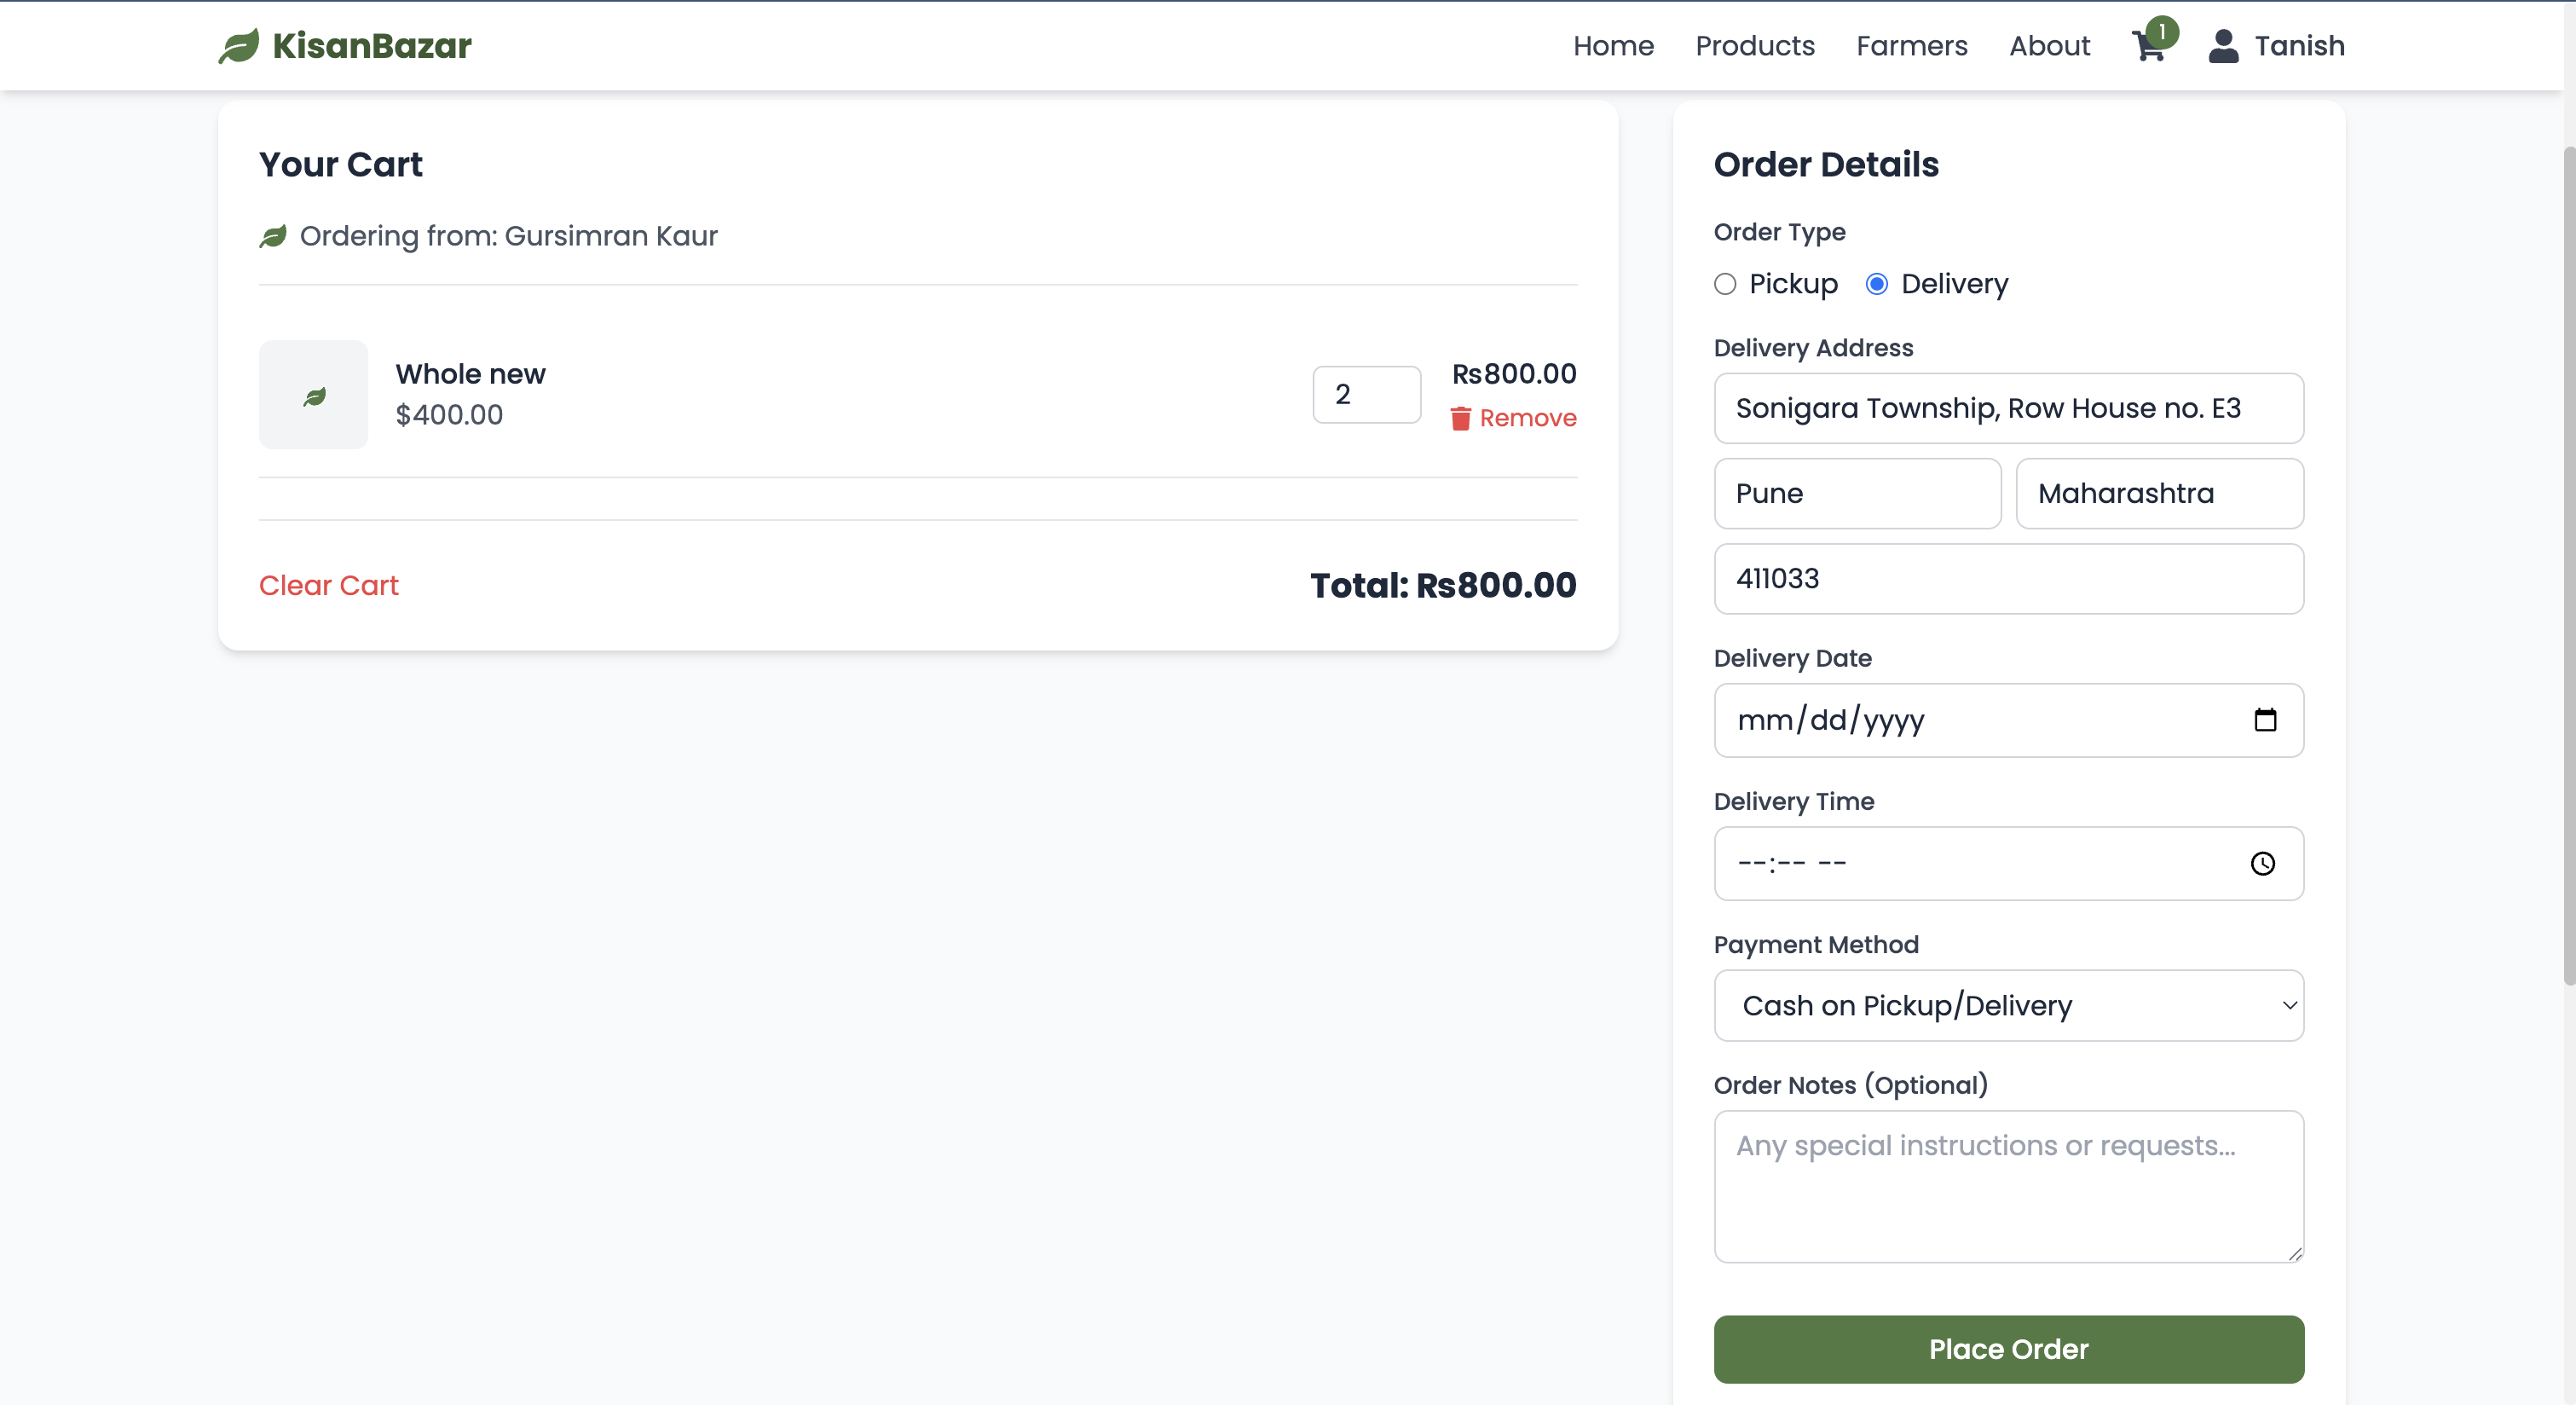 KisanBazar
Home Products Farmers About 1 Tanish
Your Cart
Ordering from: Gursimran Kaur
Whole new
$400.00
2
Rs800.00
Remove
Clear Cart
Total: Rs800.00
Order Details
Order Type
Pickup Delivery
Delivery Address
Sonigara Township, Row House no. E3
Pune Maharashtra
411033
Delivery Date
mm/dd/yyyy
Delivery Time
--:-- --
Payment Method
Cash on Pickup/Delivery
Order Notes (Optional)
Any special instructions or requests...
Place Order